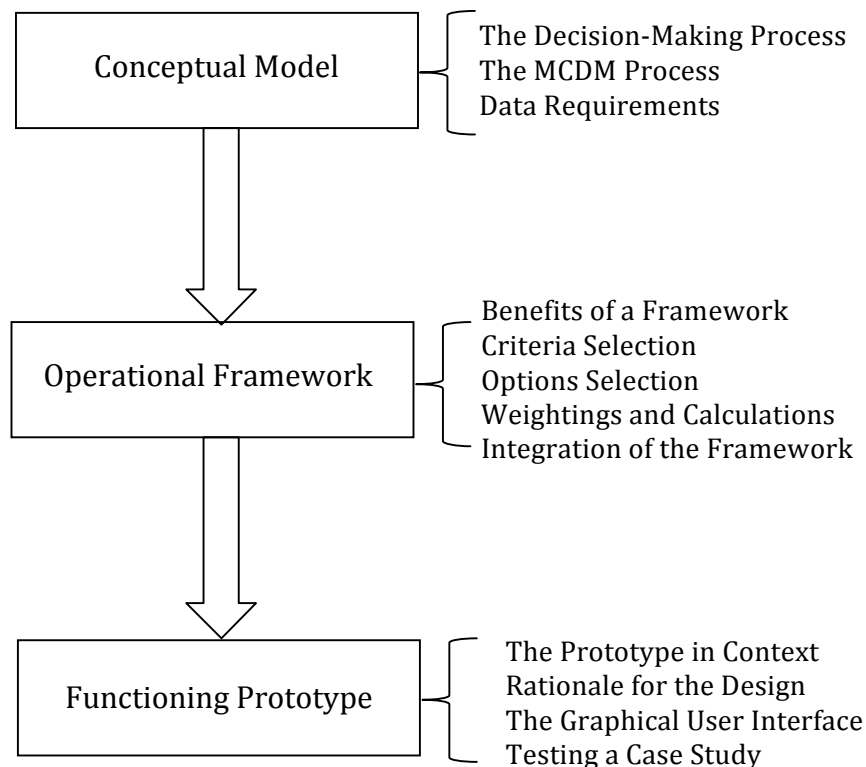 Conceptual Model
The Decision-Making Process
The MCDM Process
Data Requirements
Operational Framework
Benefits of a Framework
Criteria Selection
Options Selection
Weightings and Calculations
Integration of the Framework
Functioning Prototype
The Prototype in Context
Rationale for the Design
The Graphical User Interface
Testing a Case Study